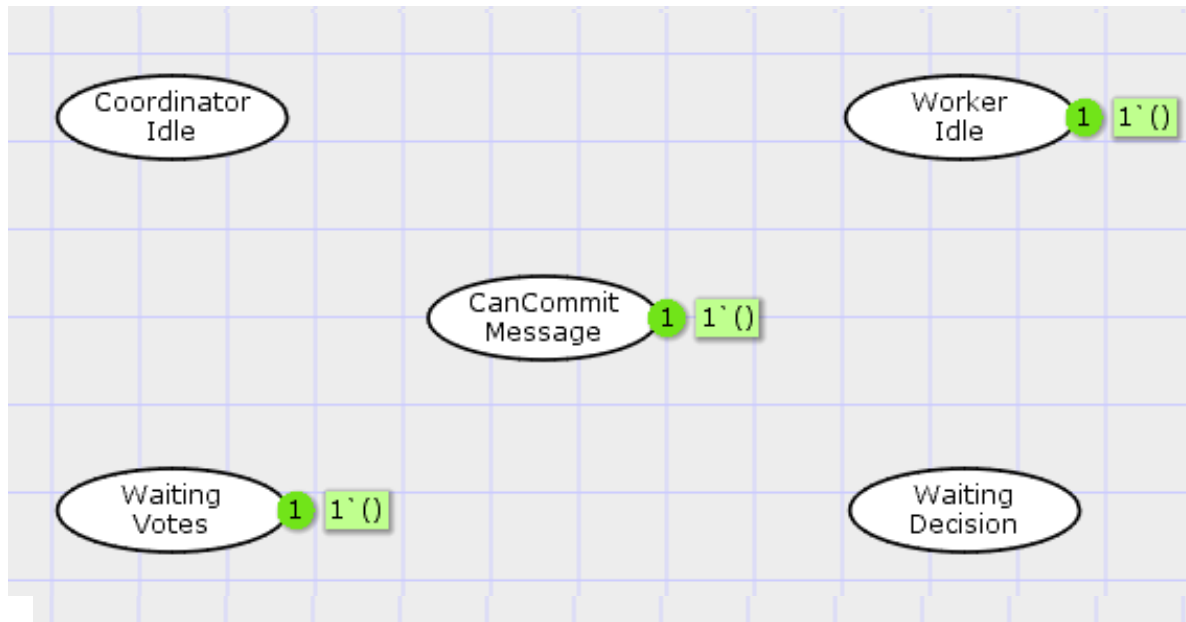 Coordinator
Idle
Worker
Idle
1
1`()
CanCommit
Message
1
1`()
Waiting
Votes
1
1`()
Waiting
Decision